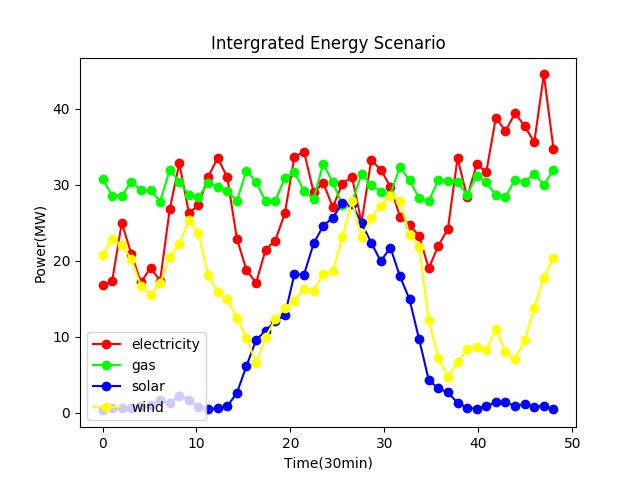 Intergrated Energy Scenario
Power(MW)
40
30
20
10
0
electricity
gas
solar
wind
0 10 20 30 40 50
Time(30min)